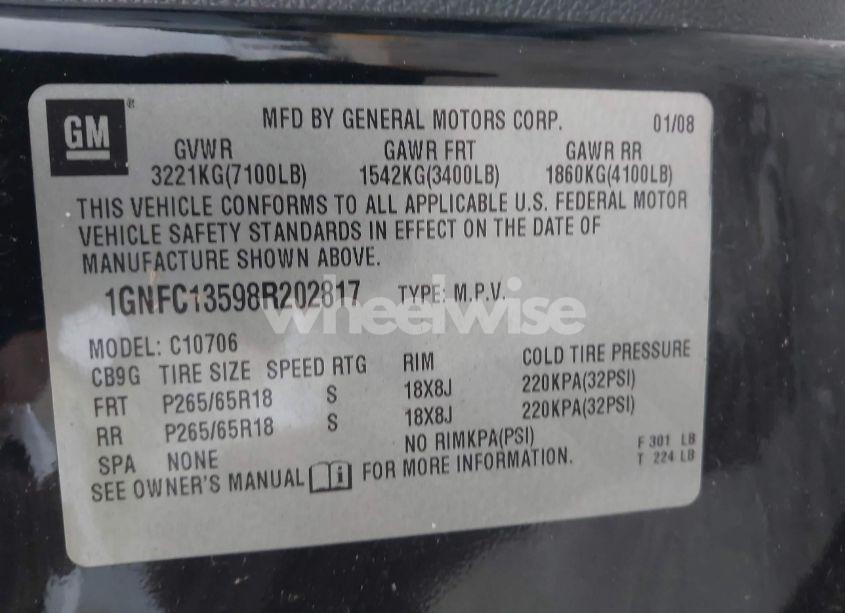 GM ®
MFD BY GENERAL MOTORS CORP. 01/08
GVWR GAWR FRT GAWR RR
3221KG(7100LB) 1542KG(3400LB) 1860KG(4100LB)
THIS VEHICLE CONFORMS TO ALL APPLICABLE U.S. FEDERAL MOTOR
VEHICLE SAFETY STANDARDS IN EFFECT ON THE DATE OF
MANUFACTURE SHOWN ABOVE.
1GNFC13598R202817 TYPE: M.P.V.
wheelwise
MODEL: C10706
CB9G TIRE SIZE SPEED RTG RIM COLD TIRE PRESSURE
FRT P265/65R18 S 18X8J 220KPA(32PSI)
RR P265/65R18 S 18X8J 220KPA(32PSI)
SPA NONE NO RIMKPA(PSI) F 301 LB
SEE OWNER'S MANUAL i FOR MORE INFORMATION. T 224 LB